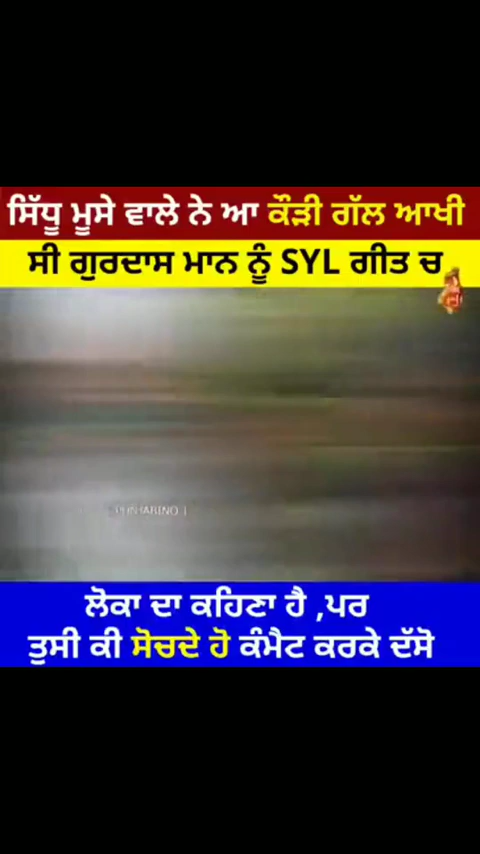 ਸਿੱਧੂ ਮੂਸੇ ਵਾਲੇ ਨੇ ਆ ਕੌੜੀ ਗੱਲ ਆਖੀ
ਸੀ ਗੁਰਦਾਸ ਮਾਨ ਨੂੰ SYL ਗੀਤ ਚ
ਲੋਕਾ ਦਾ ਕਹਿਣਾ ਹੈ ,ਪਰ
ਤੁਸੀ ਕੀ ਸੋਚਦੇ ਹੋ ਕੰਮੈਟ ਕਰਕੇ ਦੱਸੋ